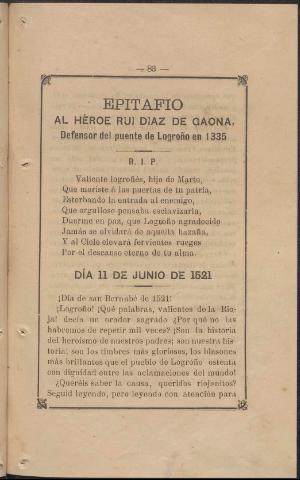 — 83 —
EPITAFIO
AL HÉROE RUI DIAZ DE GAONA,
Defensor del puente de Logroño en 1335
R. I. P.
Valiente logroñés, hijo de Marte,
Que moriste á las puertas de tu patria,
Estorbando la entrada al enemigo,
Que orgulloso pensaba esclavizarla,
Duerme en paz, que Logroño agradecido
Jamás se olvidará de aquella hazaña,
Y al Cielo elevará fervientes ruegos
Por el descanso eterno de tu alma.
DÍA 11 DE JUNIO DE 1521
¡Día de san Bernabé de 1521!
¡Logroño! ¡Qué palabras, valientes de la Rio-
ja! decía un orador sagrado ¿Por qué no las
habremos de repetir mil veces? ¡Son la historia
del heroismo de nuestros padres; son nuestra his-
toria; son los timbres más gloriosos, los blasones
más brillantes que el pueblo de Logroño ostenta
con dignidad entre las aclamaciones del mundo!
¿Queréis saber la causa, queridos riojanitos?
Seguid leyendo, pero leyendo con atención para